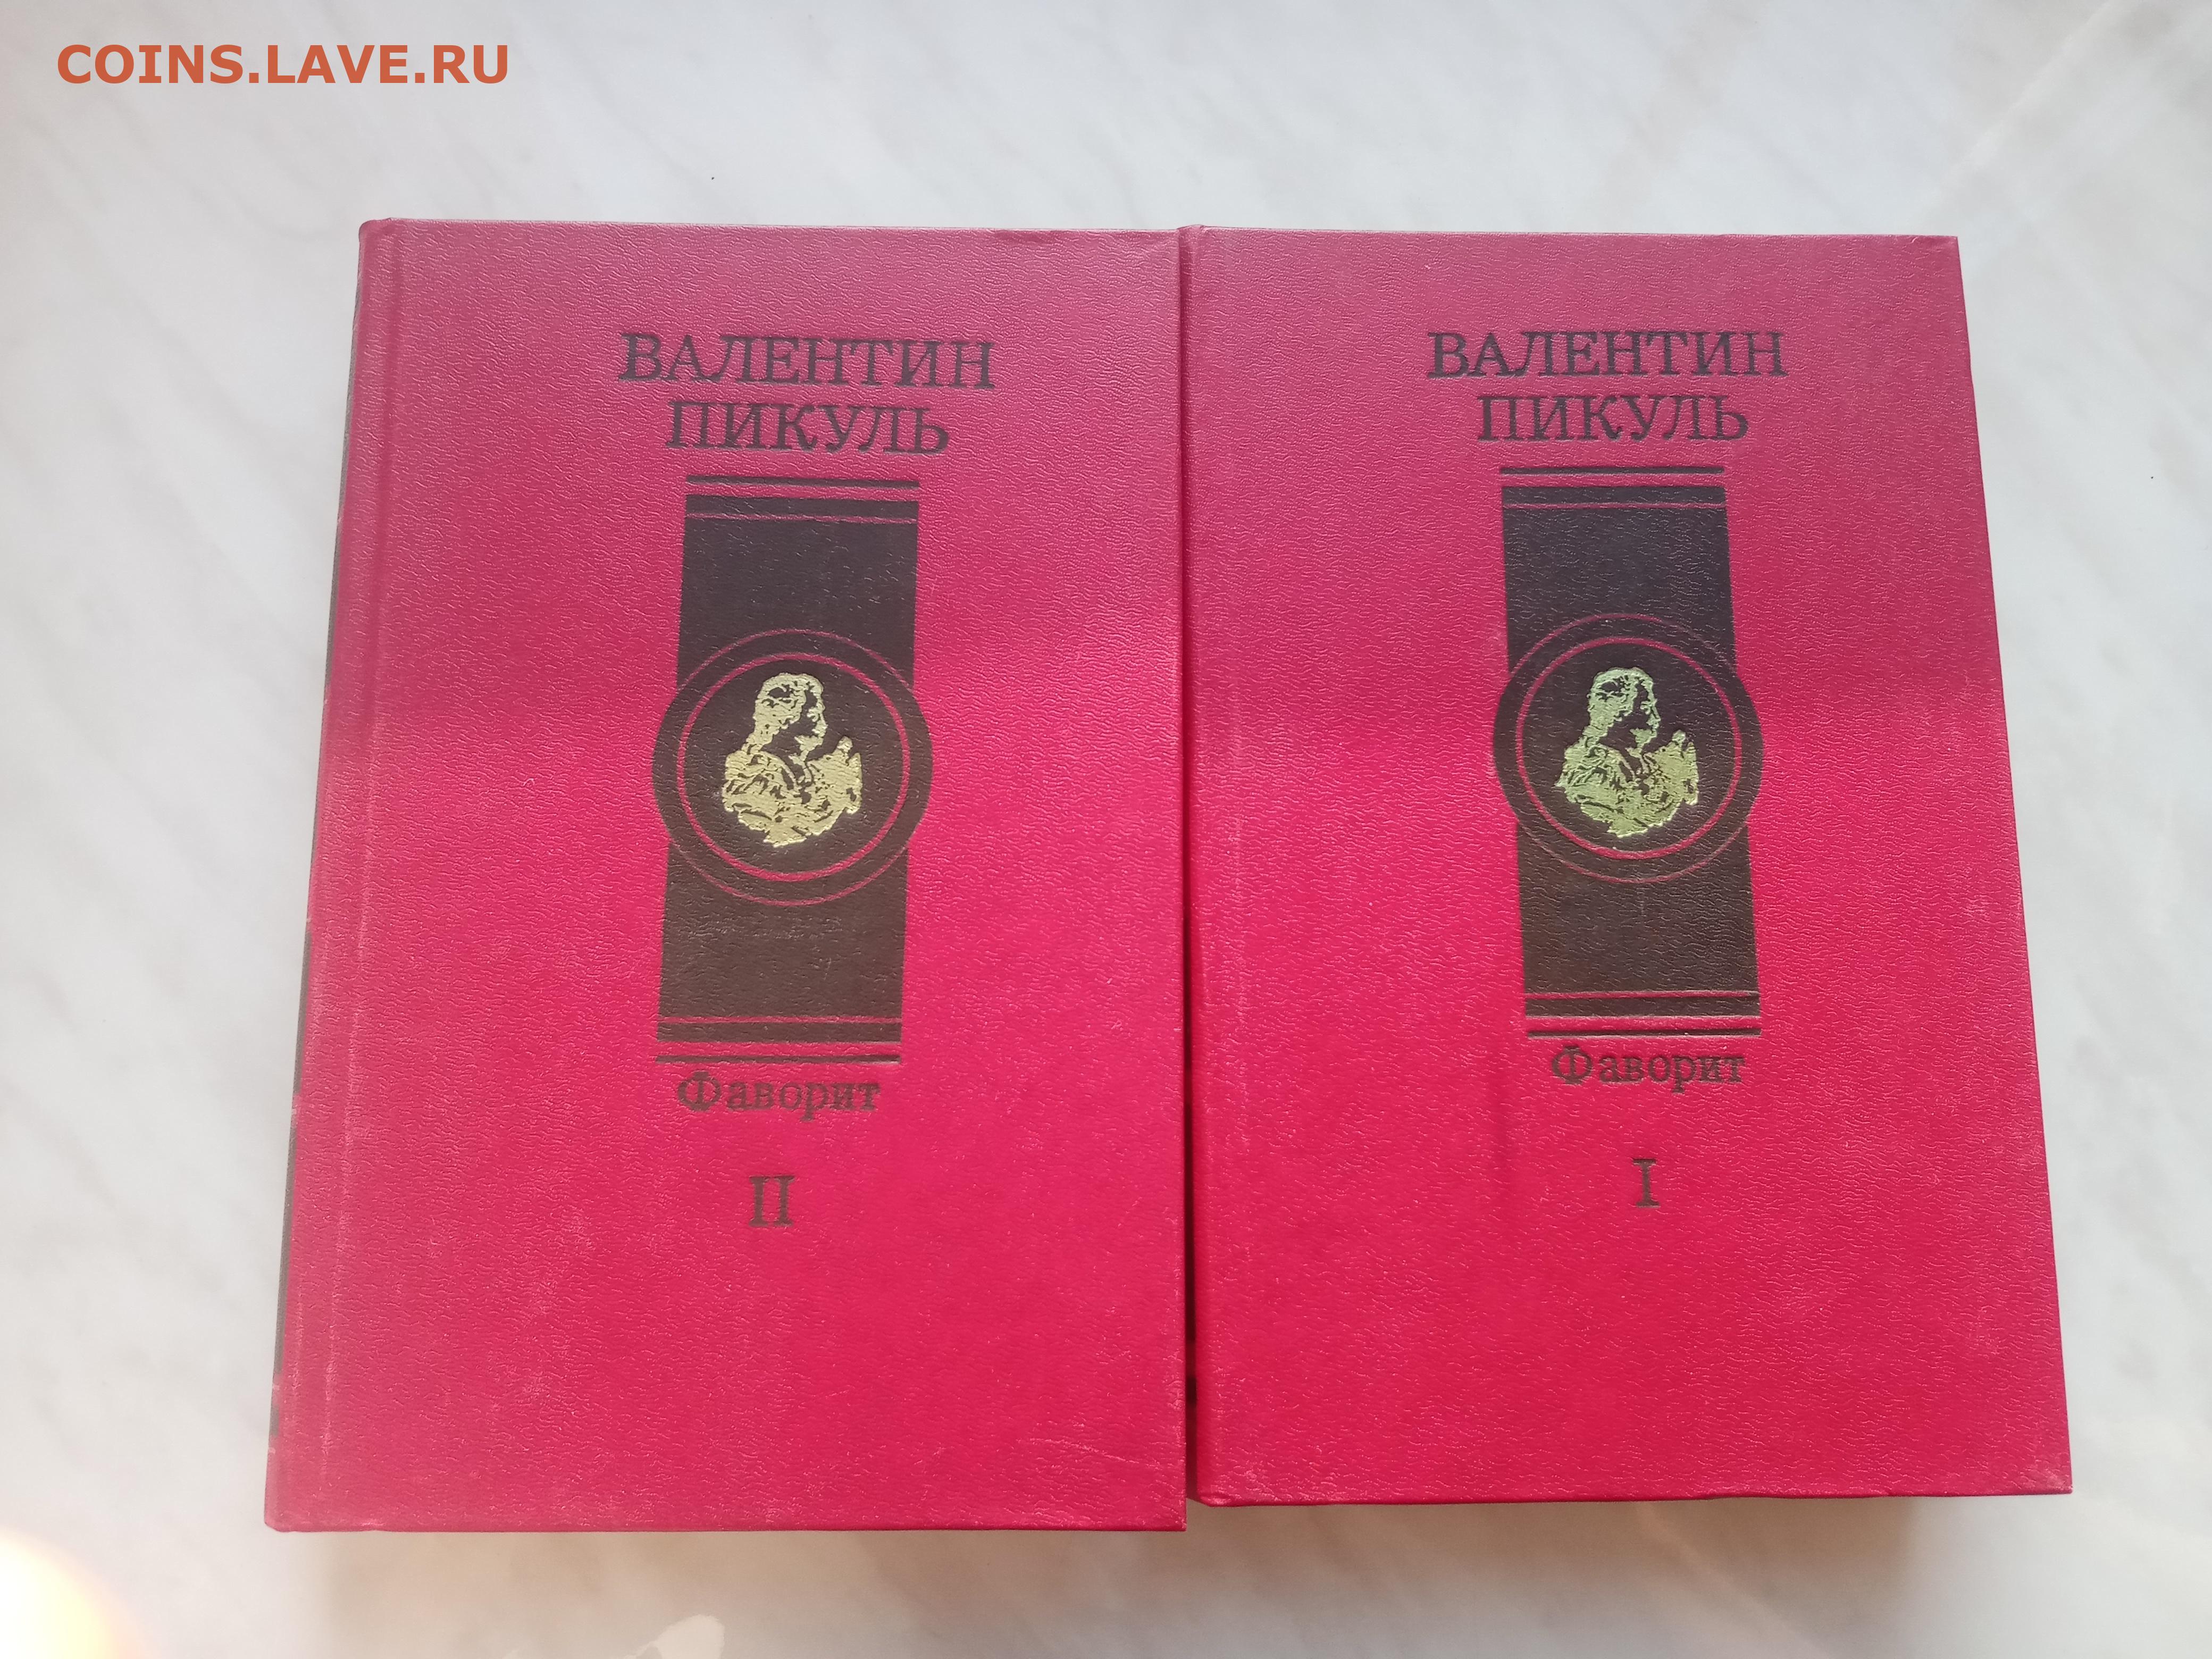 COINS.LAVE.RU
ВАЛЕНТИН
ПИКУЛЬ
Фаворит
II
ВАЛЕНТИН
ПИКУЛЬ
Фаворит
I